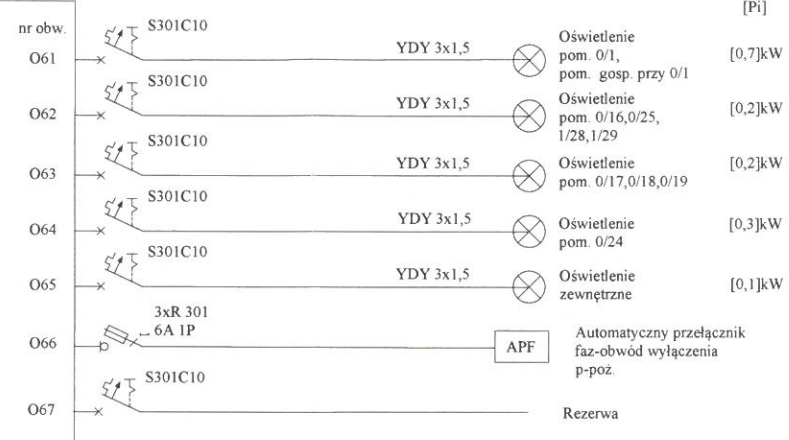 [Pi]
nr obw.
S301C10
O61
YDY 3x1,5
Oświetlenie
pom. 0/1,
pom. gosp. przy 0/1
[0,7]kW
S301C10
O62
YDY 3x1,5
Oświetlenie
pom. 0/16,0/25,
1/28,1/29
[0,2]kW
S301C10
O63
YDY 3x1,5
Oświetlenie
pom. 0/17,0/18,0/19
[0,2]kW
S301C10
O64
YDY 3x1,5
Oświetlenie
pom. 0/24
[0,3]kW
S301C10
O65
YDY 3x1,5
Oświetlenie
zewnętrzne
[0,1]kW
3xR 301
6A 1P
O66
APF
Automatyczny przełącznik
faz-obwód wyłączenia
p-poż.
S301C10
O67
Rezerwa